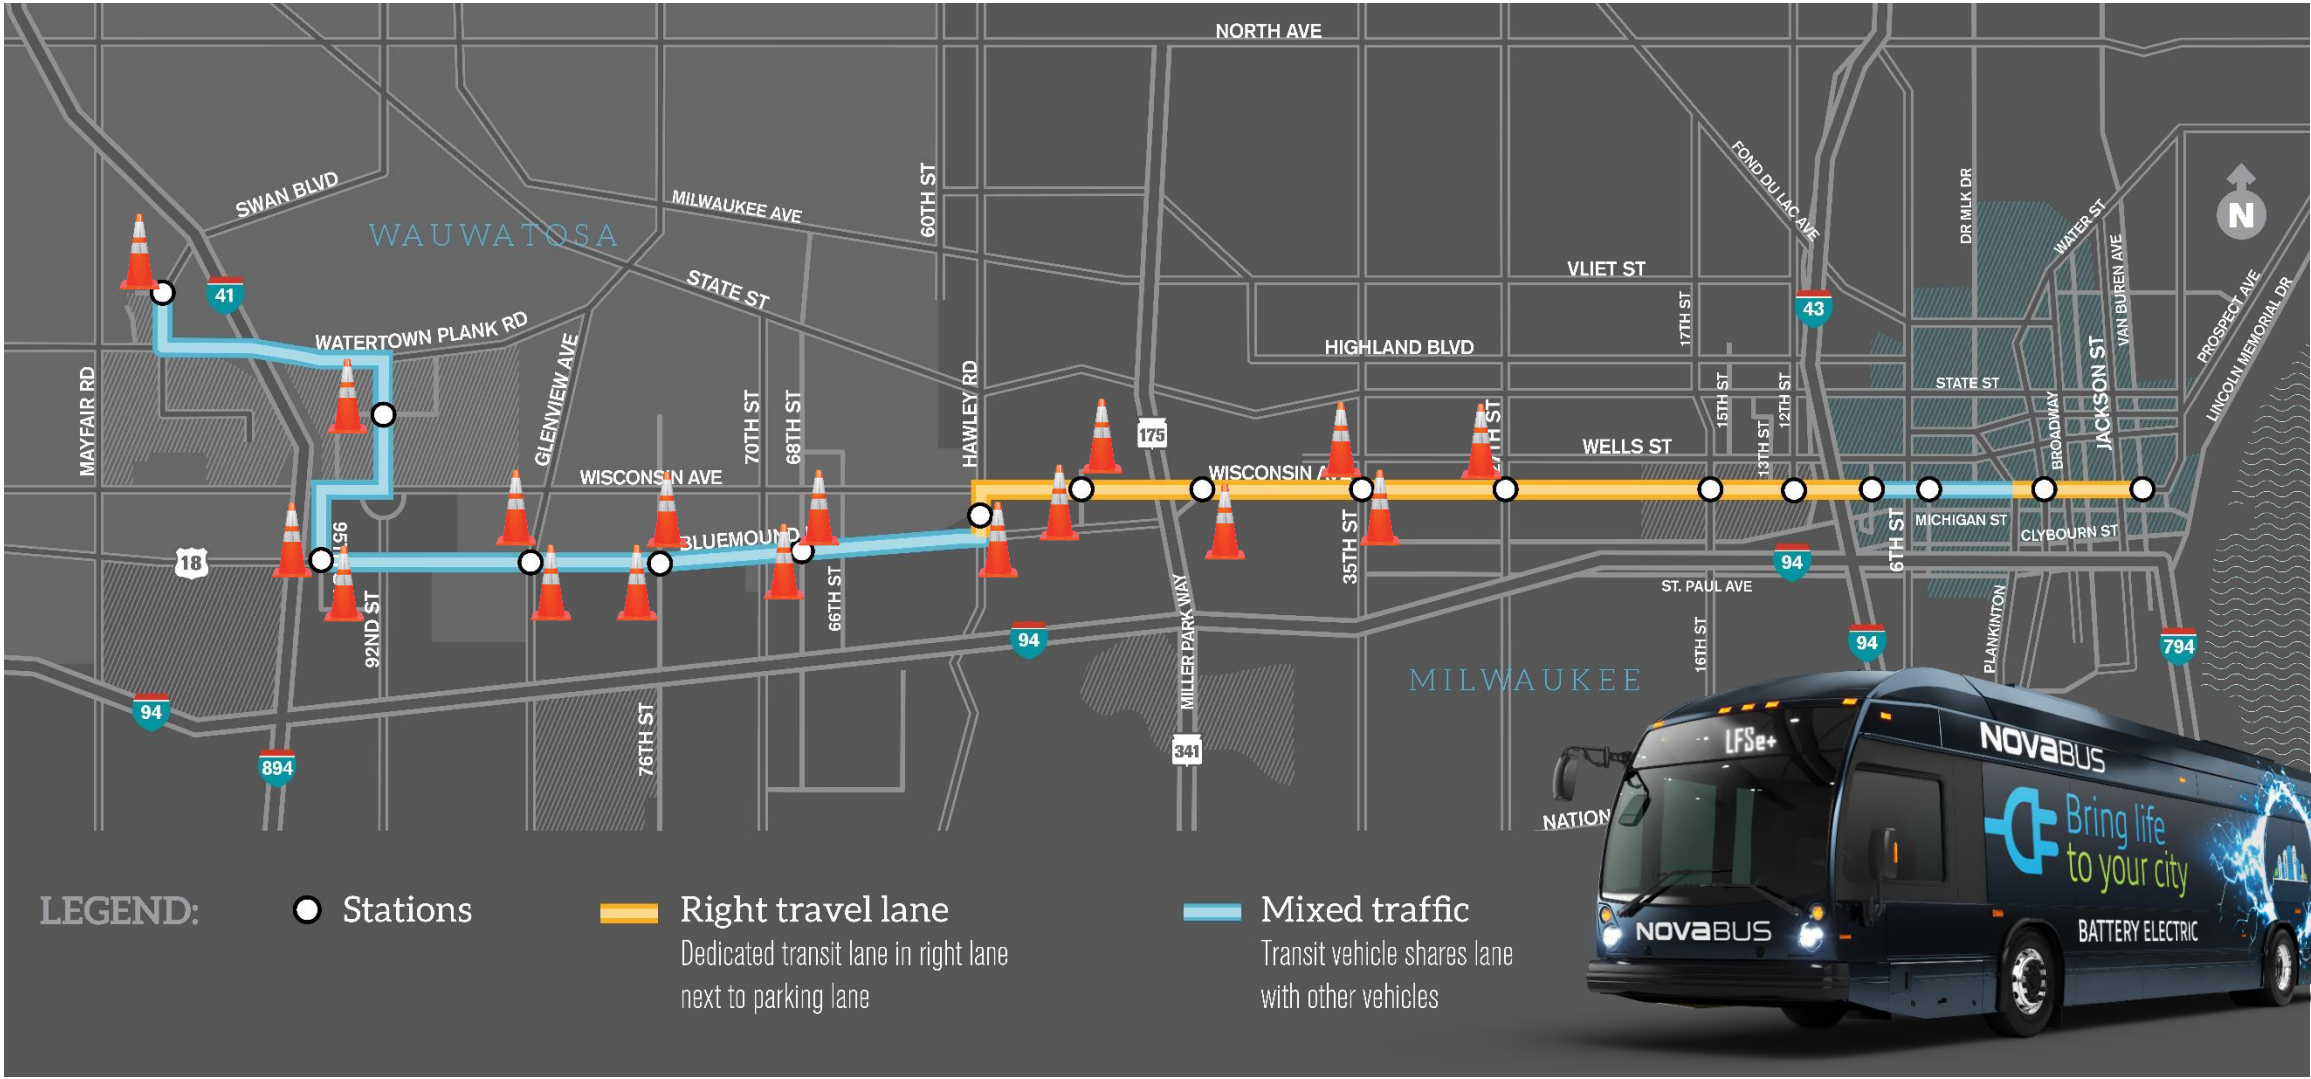 NORTH AVE
SWAN BLVD
WAUWATOSA
MILWAUKEE AVE
60TH ST
FOND DU LAC AVE
DR MLK DR
WATER ST
VAN BUREN AVE
N
41
STATE ST
VLIET ST
17TH ST
43
PROSPECT AVE
LINCOLN MEMORIAL DR
WATERTOWN PLANK RD
GLENVIEW AVE
MAYFAIR RD
70TH ST
68TH ST
HAWLEY RD
HIGHLAND BLVD
15TH ST
12TH ST
STATE ST
JACKSON ST
BROADWAY
175
27TH ST
WELLS ST
13TH ST
WISCONSIN AVE
WISCONSIN
BLUEMOUND
18
92ND ST
66TH ST
35TH ST
6TH ST
MICHIGAN ST
CLYBOURN ST
94
ST. PAUL AVE
94
MILLER PARK WAY
16TH ST
94
PLANKINTON
794
MILWAUKEE
94
76TH ST
894
341
NATION
LFSe+
NOVABUS
Bring life
to your city
BATTERY ELECTRIC
NOVABUS
LEGEND:
Stations
Right travel lane
Dedicated transit lane in right lane
next to parking lane
Mixed traffic
Transit vehicle shares lane
with other vehicles